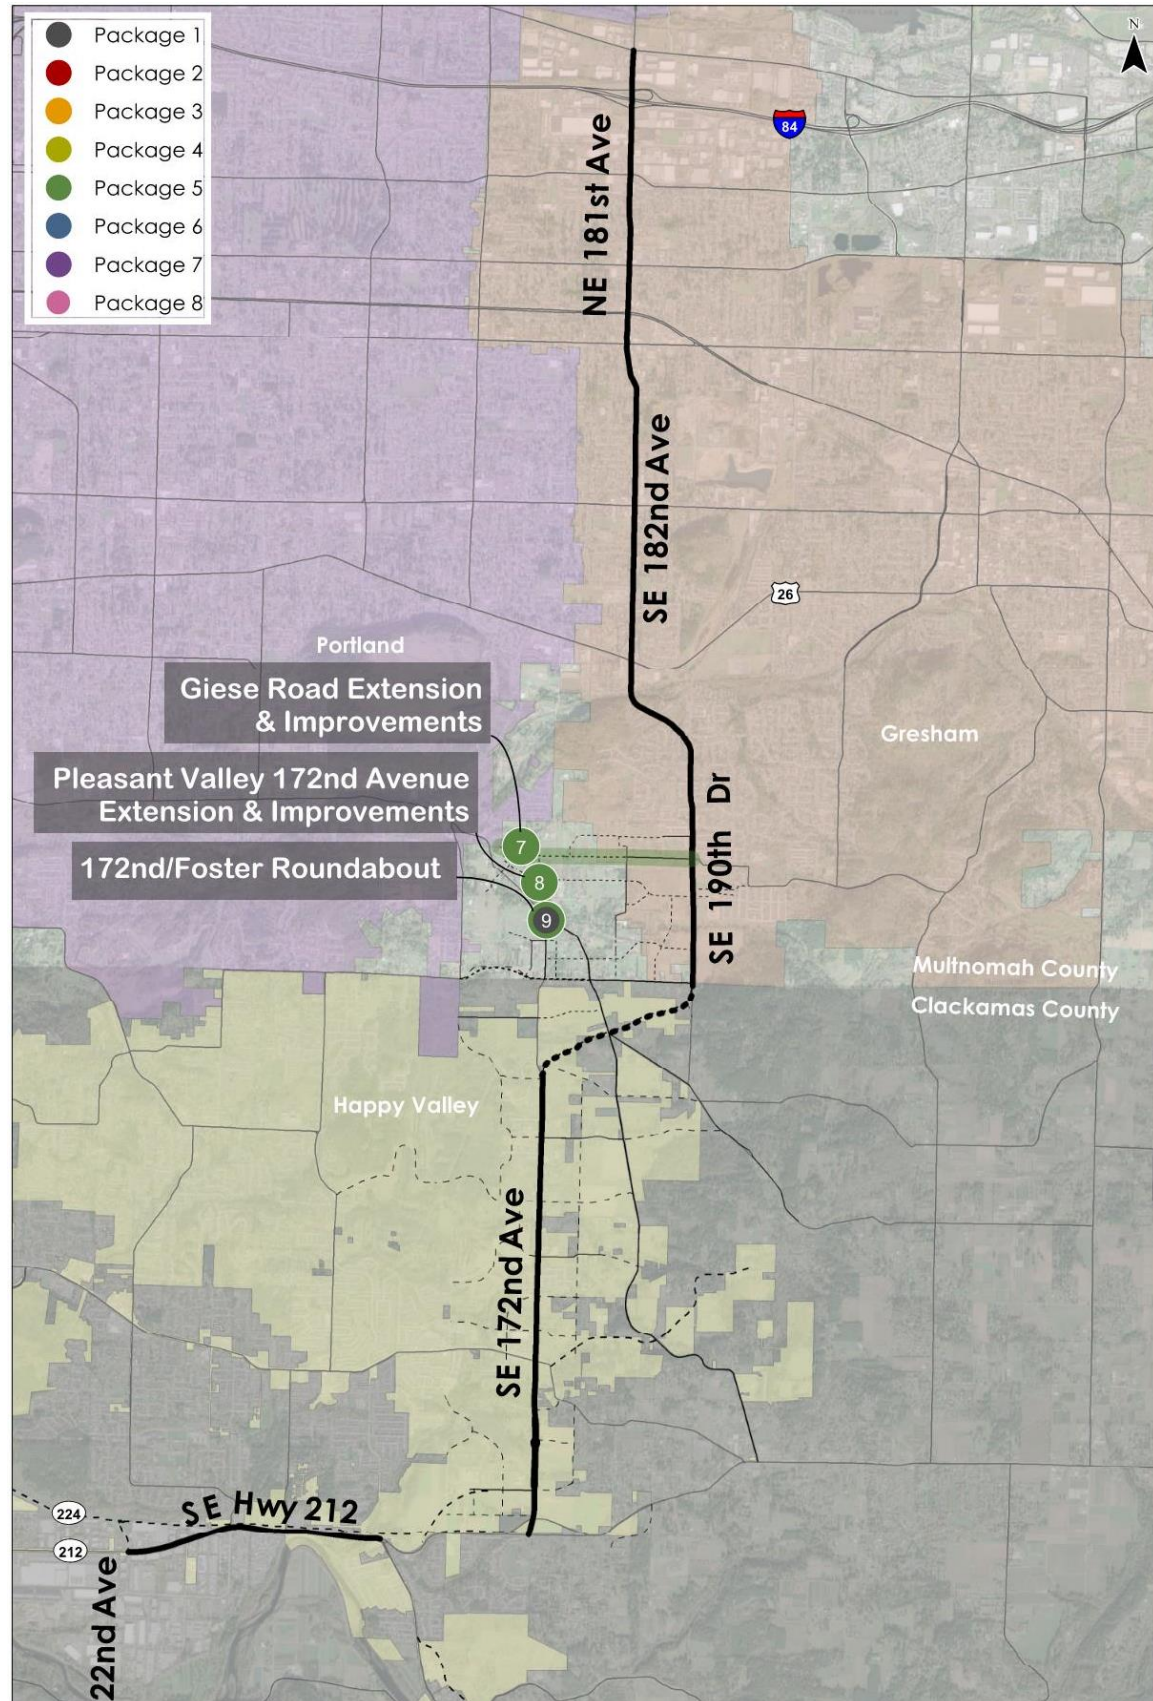 Package 1
Package 2
Package 3
Package 4
Package 5
Package 6
Package 7
Package 8
N
84
NE 181st Ave
SE 182nd Ave
26
Portland
Giese Road Extension
& Improvements
Gresham
Pleasant Valley 172nd Avenue
Extension & Improvements
SE 190th Dr
7
172nd/Foster Roundabout
8
9
Multnomah County
Clackamas County
Happy Valley
SE 172nd Ave
SE Hwy 212
224
212
22nd Ave